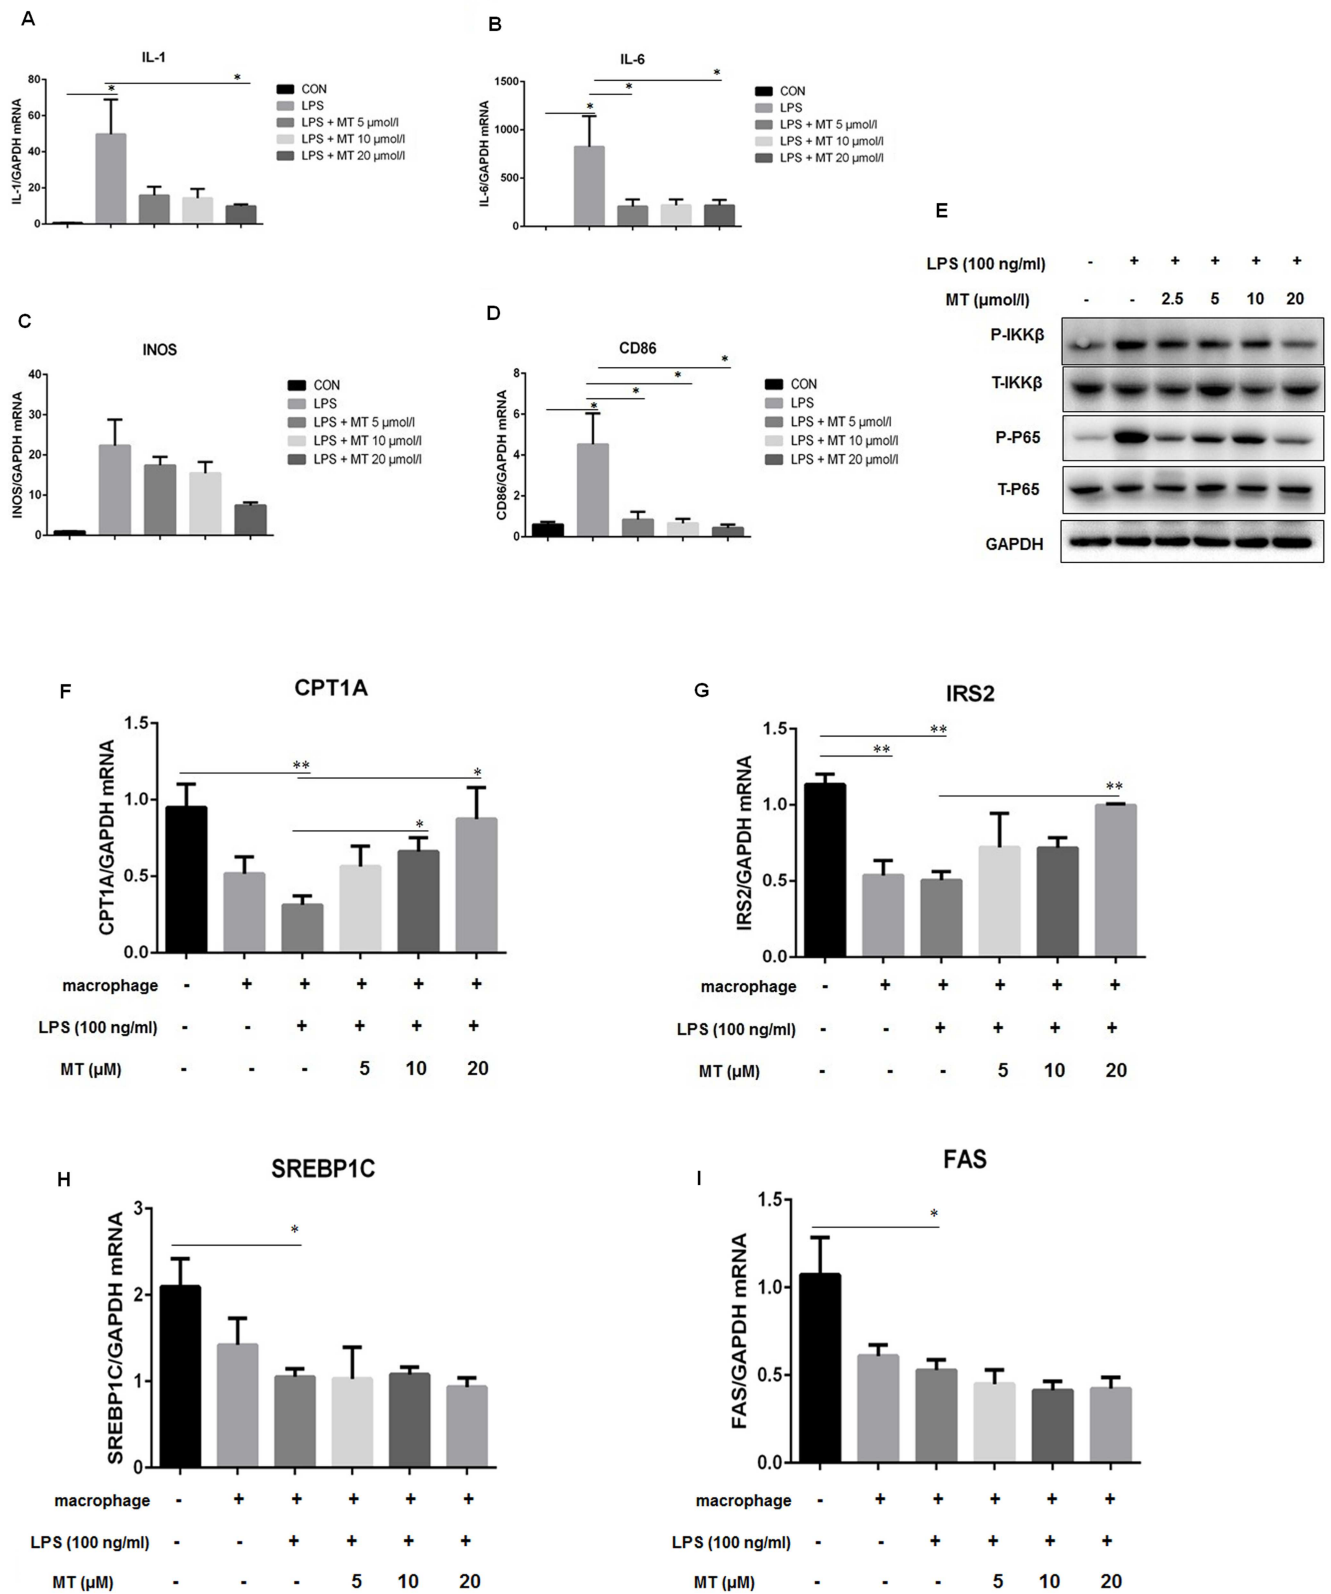 A
IL-1
IL-1/GAPDH mRNA
80
60
40
20
0
*
*
CON
LPS
LPS + MT 5 μmol/l
LPS + MT 10 μmol/l
LPS + MT 20 μmol/l
B
IL-6
IL-6/GAPDH mRNA
1500
1000
500
0
*
*
*
CON
LPS
LPS + MT 5 μmol/l
LPS + MT 10 μmol/l
LPS + MT 20 μmol/l
C
INOS
INOS/GAPDH mRNA
40
30
20
10
0
CON
LPS
LPS + MT 5 μmol/l
LPS + MT 10 μmol/l
LPS + MT 20 μmol/l
D
CD86
CD86/GAPDH mRNA
8
6
4
2
0
*
*
*
*
CON
LPS
LPS + MT 5 μmol/l
LPS + MT 10 μmol/l
LPS + MT 20 μmol/l
E
LPS (100 ng/ml) - + + + + +
MT (μmol/l) - - 2.5 5 10 20
P-IKKβ
T-IKKβ
P-P65
T-P65
GAPDH
F
CPT1A
CPT1A/GAPDH mRNA
1.5
1.0
0.5
0.0
**
*
*
macrophage - + + + + +
LPS (100 ng/ml) - - + + + +
MT (μM) - - - 5 10 20
G
IRS2
IRS2/GAPDH mRNA
1.5
1.0
0.5
0.0
**
**
**
macrophage - + + + + +
LPS (100 ng/ml) - - + + + +
MT (μM) - - - 5 10 20
H
SREBP1C
SREBP1C/GAPDH mRNA
3
2
1
0
*
macrophage - + + + + +
LPS (100 ng/ml) - - + + + +
MT (μM) - - - 5 10 20
I
FAS
FAS/GAPDH mRNA
1.5
1.0
0.5
0.0
*
macrophage - + + + + +
LPS (100 ng/ml) - - + + + +
MT (μM) - - - 5 10 20